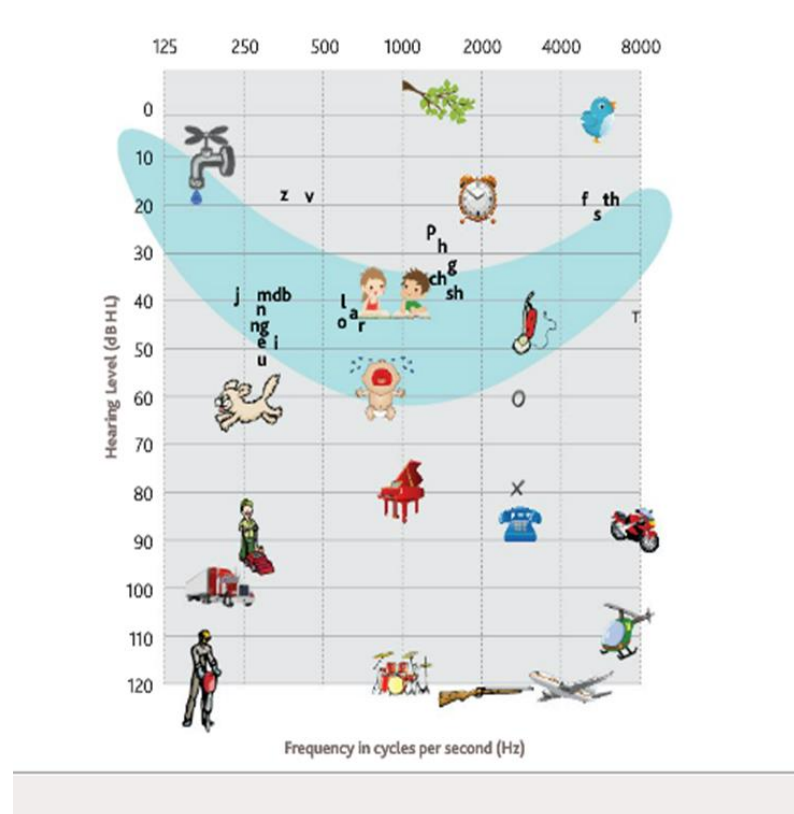 125 250 500 1000 2000 4000 8000
0
10
z v
20
f th
s
p
h
30
g
ch
sh
j mdb
n
40
l
a
o r
ng
T
e i
50
u
60
O
70
80
X
90
100
110
120
Hearing Level (dB HL)
Frequency in cycles per second (Hz)